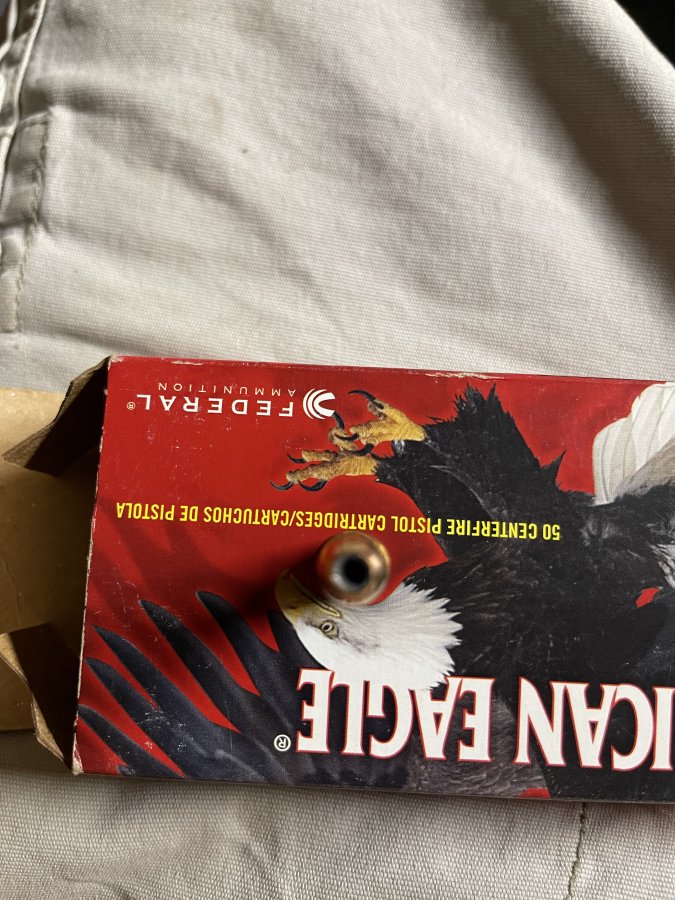 ICAN EAGLE®
50 CENTERFIRE PISTOL CARTRIDGES/CARTUCHOS DE PISTOLA
FEDERAL®
AMMUNITION